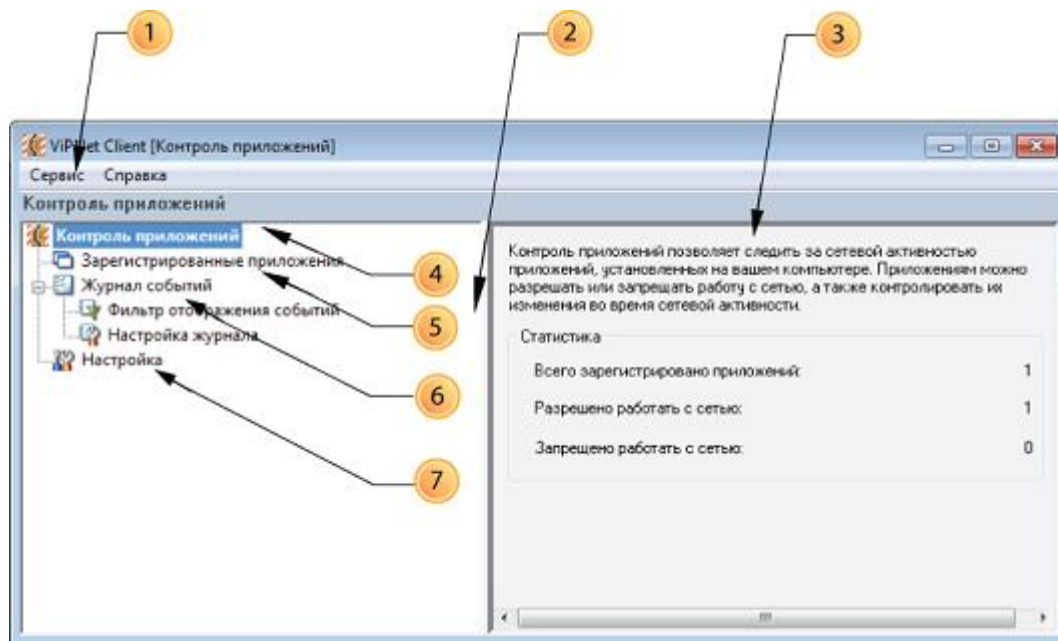 1
2
3
ViPNet Client [Контроль приложений]
Сервис Справка
Контроль приложений
Контроль приложений
Зарегистрированные приложения
Журнал событий
Фильтр отображения событий
Настройка журнала
Настройка
4
5
6
7
Контроль приложений позволяет следить за сетевой активностью
приложений, установленных на вашем компьютере. Приложениям можно
разрешать или запрещать работу с сетью, а также контролировать их
изменения во время сетевой активности.
Статистика
Всего зарегистрировано приложений: 1
Разрешено работать с сетью: 1
Запрещено работать с сетью: 0